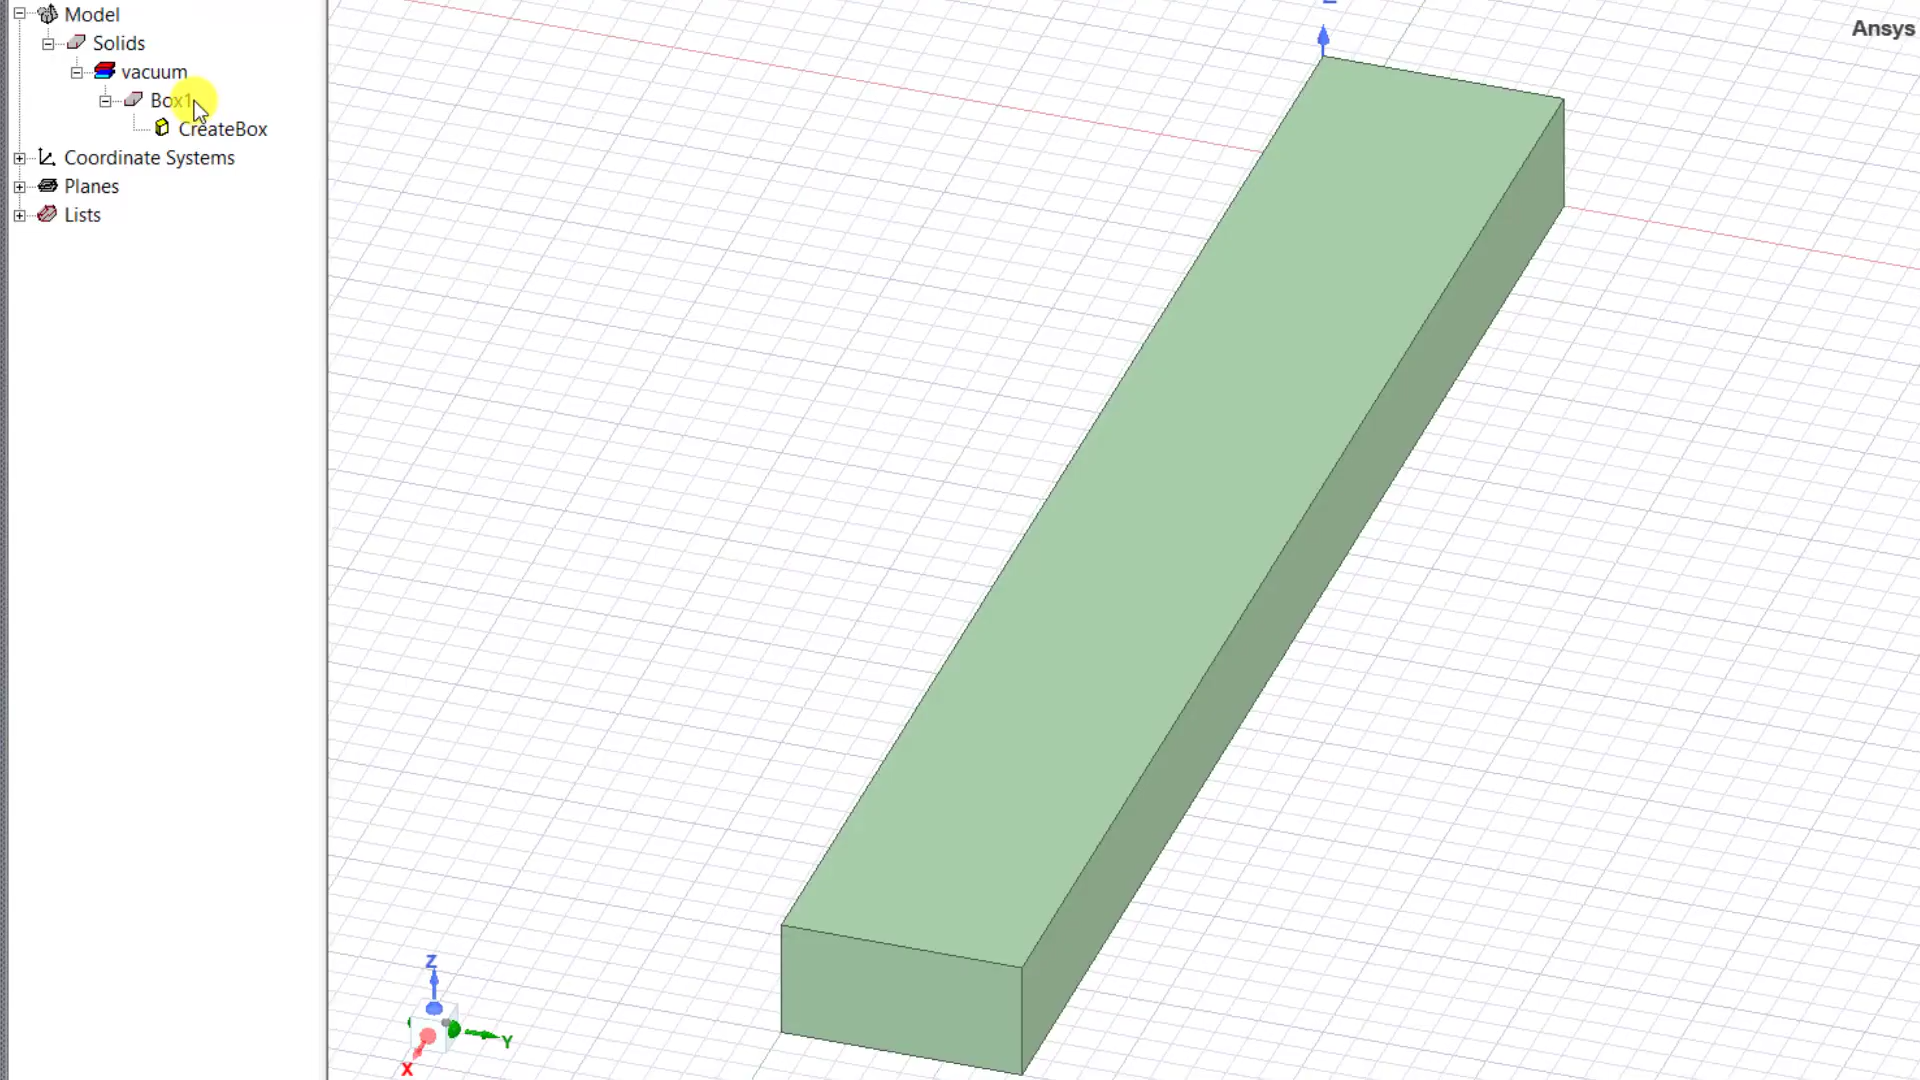 Model
Solids
vacuum
Box1
CreateBox
Coordinate Systems
Planes
Lists
Ansys
Z
Y
X